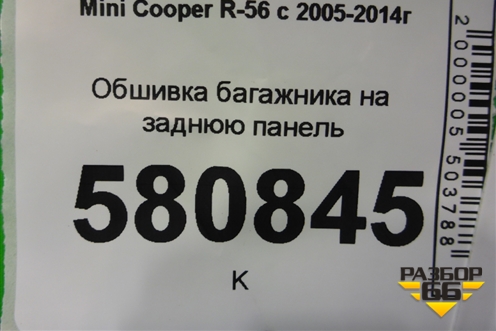 Mini Cooper R-56 с 2005-2014г
Обшивка багажника на
заднюю панель
580845
К
2000005503788
РАЗБОР
66